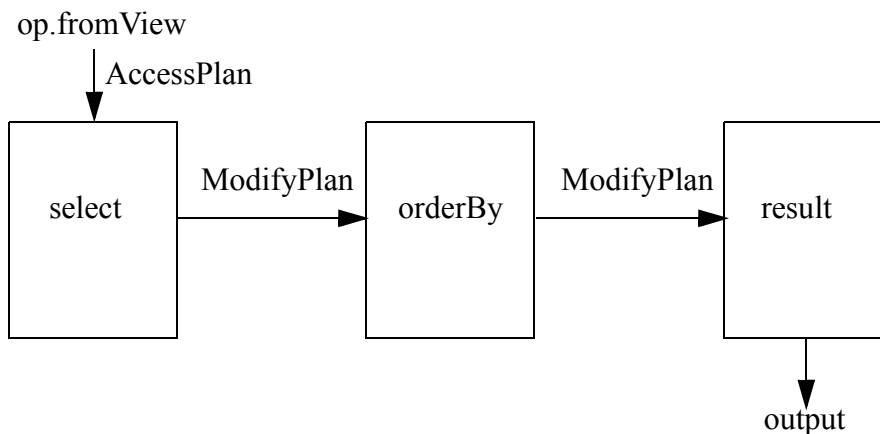 op.fromView
AccessPlan
select
ModifyPlan
orderBy
ModifyPlan
result
output